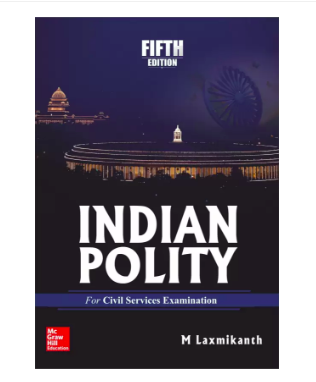 FIFTH
EDITION
INDIAN
POLITY
For Civil Services Examination
Mc
Graw
Hill
Education
M Laxmikanth